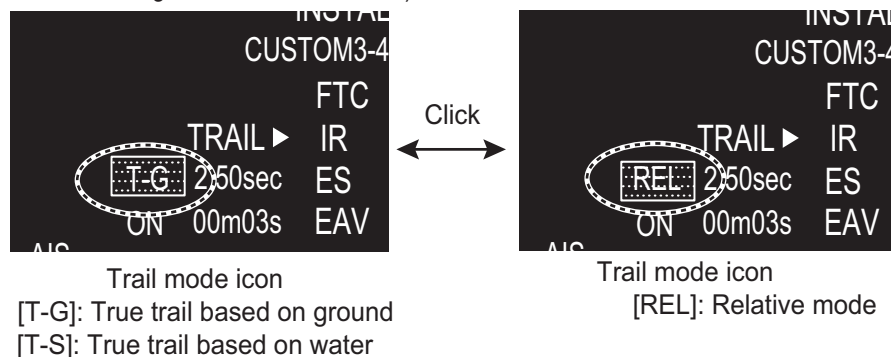 CUSTOM3-4
FTC
TRAIL ▶ IR
T-G 2.50sec ES
ON 00m03s EAV
Click
CUSTOM3-4
FTC
TRAIL ▶ IR
REL 2.50sec ES
ON 00m03s EAV
Trail mode icon
[T-G]: True trail based on ground
[T-S]: True trail based on water
Trail mode icon
[REL]: Relative mode